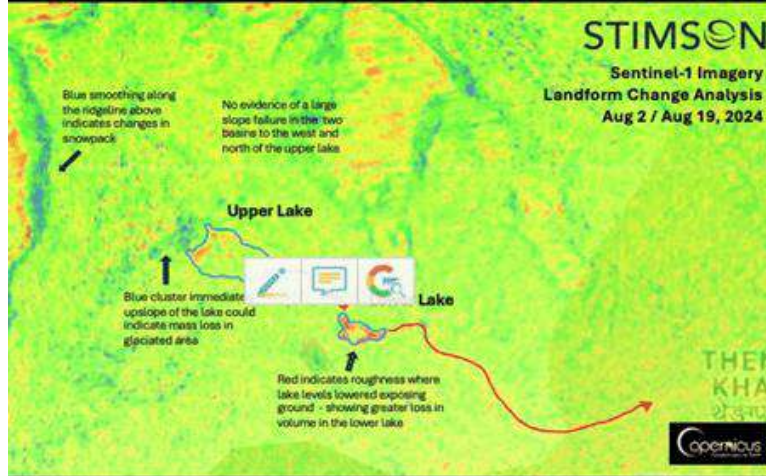 STIMSON
Sentinel-1 Imagery
Landform Change Analysis
Aug 2 / Aug 19, 2024
Blue smoothing along
the ridgeline above
indicates changes in
snowpack
No evidence of a large
slope failure in the two
basins to the west and
north of the upper lake
Upper Lake
Lake
Blue cluster immediate
upslope of the lake could
indicate mass loss in
glaciated area
Red indicates roughness where
lake levels lowered exposing
ground - showing greater loss in
volume in the lower lake
THEM
KHA
opernicus